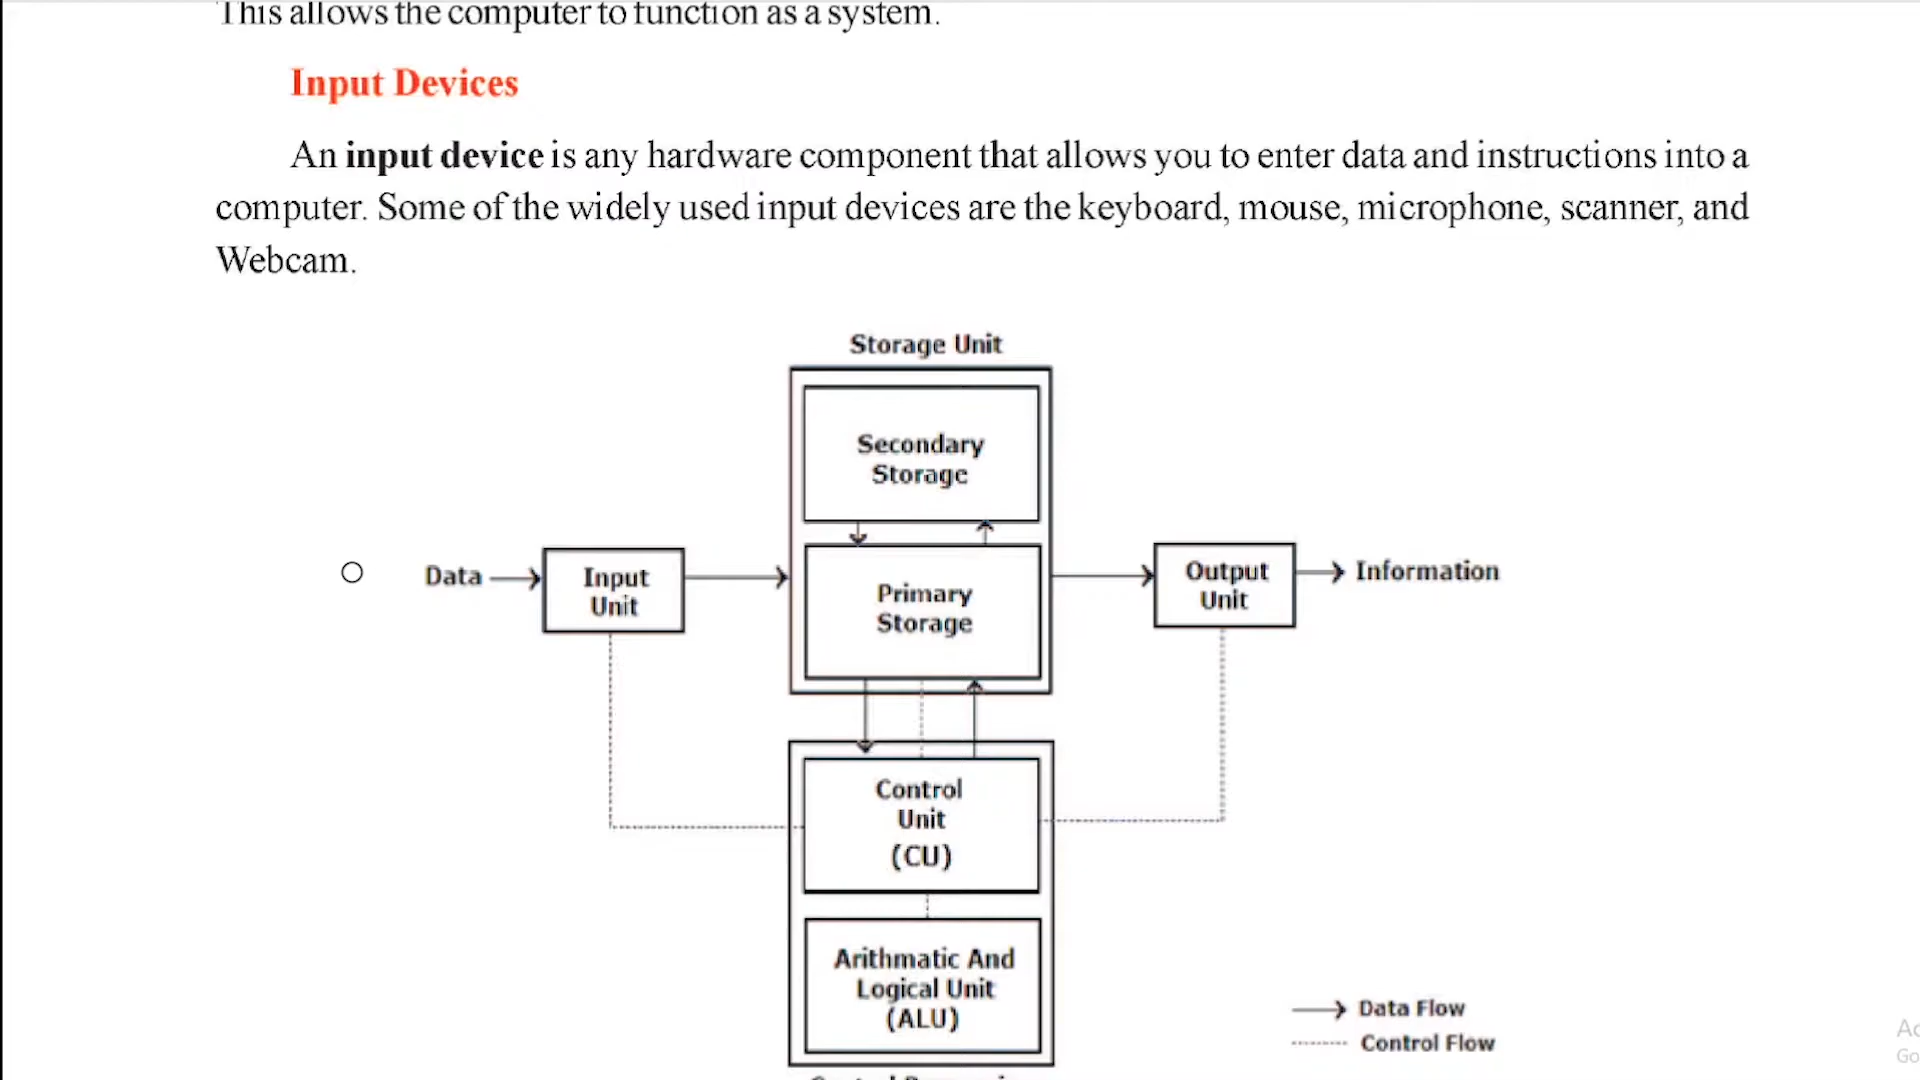 This allows the computer to function as a system.
Input Devices
An input device is any hardware component that allows you to enter data and instructions into a
computer. Some of the widely used input devices are the keyboard, mouse, microphone, scanner, and
Webcam.
Storage Unit
Secondary
Storage
Data
Input
Unit
Primary
Storage
Output
Unit
Information
Control
Unit
(CU)
Arithmatic And
Logical Unit
(ALU)
Data Flow
Control Flow